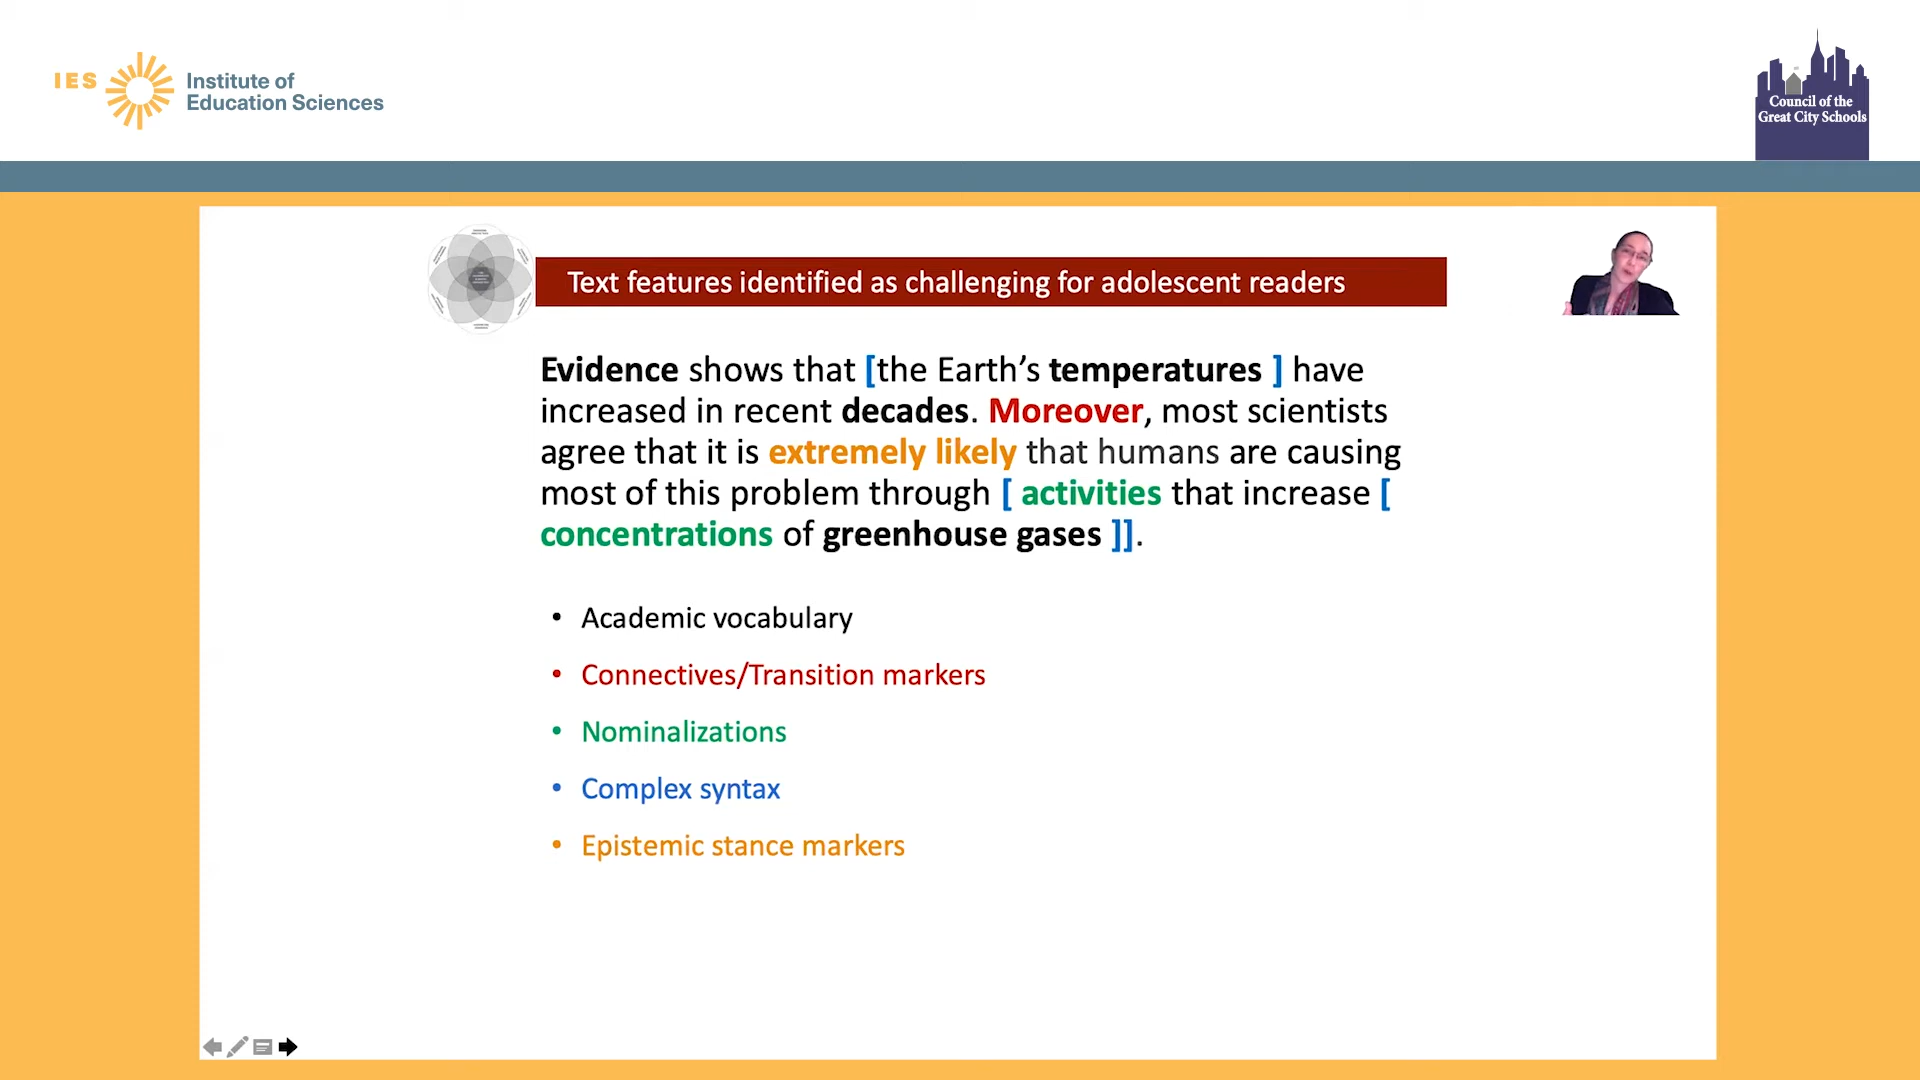 IES
Institute of
Education Sciences
Council of the
Great City Schools
Text features identified as challenging for adolescent readers
Evidence shows that [the Earth’s temperatures ] have
increased in recent decades. Moreover, most scientists
agree that it is extremely likely that humans are causing
most of this problem through [ activities that increase [
concentrations of greenhouse gases ]].
• Academic vocabulary
• Connectives/Transition markers
• Nominalizations
• Complex syntax
• Epistemic stance markers